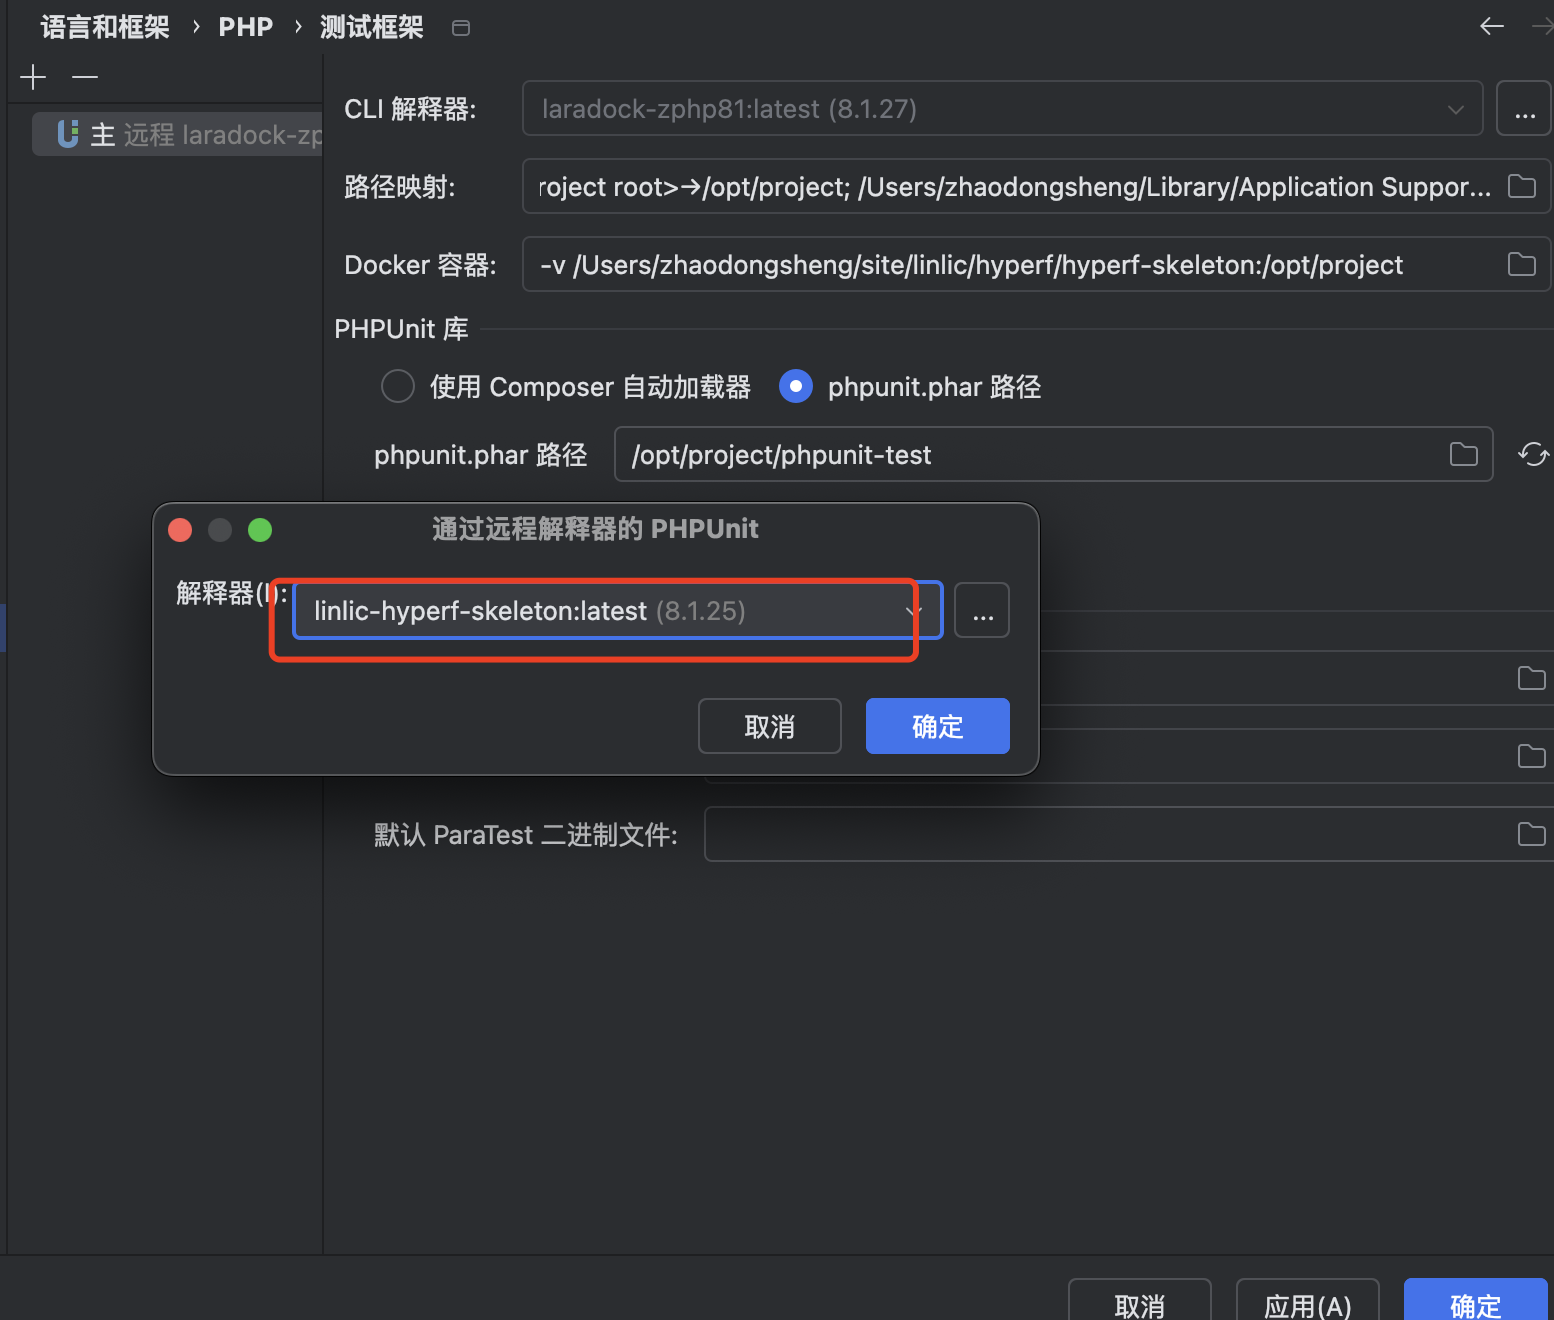 语言和框架 › PHP › 测试框架
主 远程 laradock-zp
CLI 解释器: laradock-zphp81:latest (8.1.27) ...
路径映射: roject root>→/opt/project; /Users/zhaodongsheng/Library/Application Suppor...
Docker 容器: -v /Users/zhaodongsheng/site/linlic/hyperf/hyperf-skeleton:/opt/project
PHPUnit 库
使用 Composer 自动加载器 phpunit.phar 路径
phpunit.phar 路径 /opt/project/phpunit-test
通过远程解释器的 PHPUnit
解释器(I): linlic-hyperf-skeleton:latest (8.1.25) ...
取消 确定
默认 ParaTest 二进制文件:
取消 应用(A) 确定